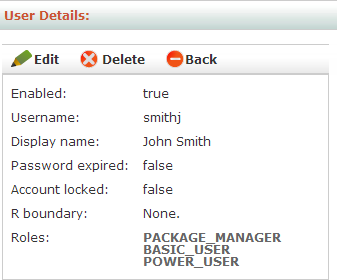 User Details:
Edit Delete Back
Enabled: true
Username: smithj
Display name: John Smith
Password expired: false
Account locked: false
R boundary: None.
Roles: PACKAGE_MANAGER
BASIC_USER
POWER_USER